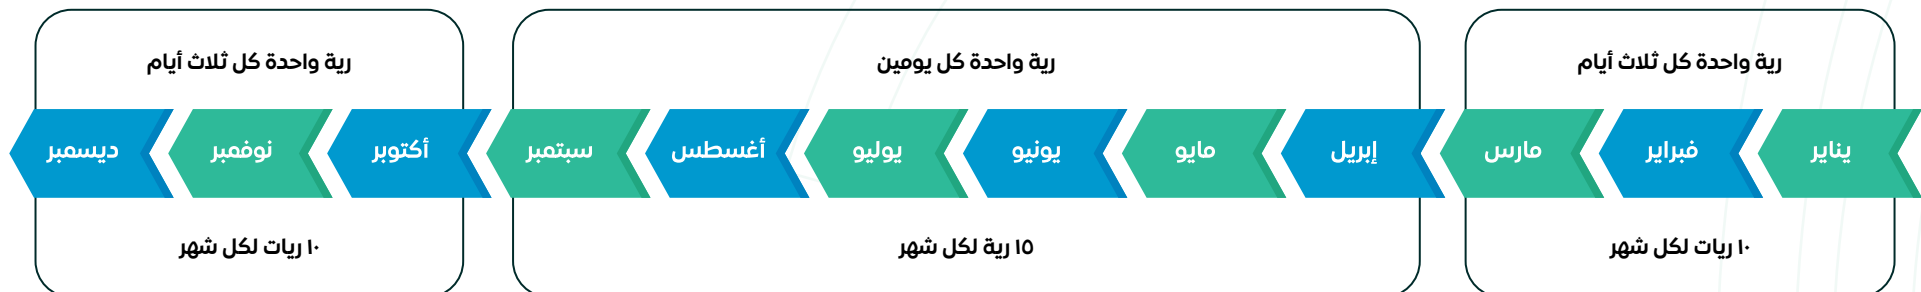 رية واحدة كل ثلاث أيام
رية واحدة كل يومين
رية واحدة كل ثلاث أيام
يناير
فبراير
مارس
إبريل
مايو
يونيو
يوليو
أغسطس
سبتمبر
أكتوبر
نوفمبر
ديسمبر
١٠ ريات لكل شهر
١٥ رية لكل شهر
١٠ ريات لكل شهر